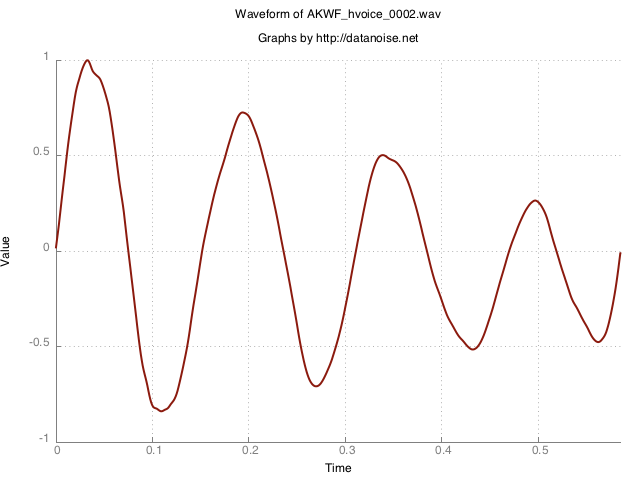 Waveform of AKWF_hvoice_0002.wav
Graphs by http://datanoise.net
1
0.5
0
-0.5
-1
Value
0 0.1 0.2 0.3 0.4 0.5
Time